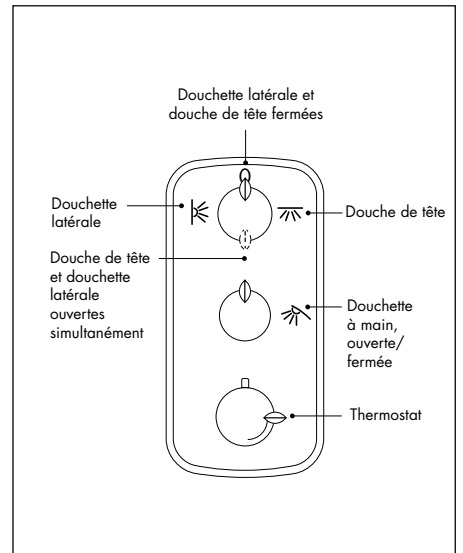 Douchette latérale et
douche de tête fermées
Douchette
latérale
Douche de tête
Douche de tête
et douchette
latérale
ouvertes
simultanément
Douchette
à main,
ouverte/
fermée
Thermostat